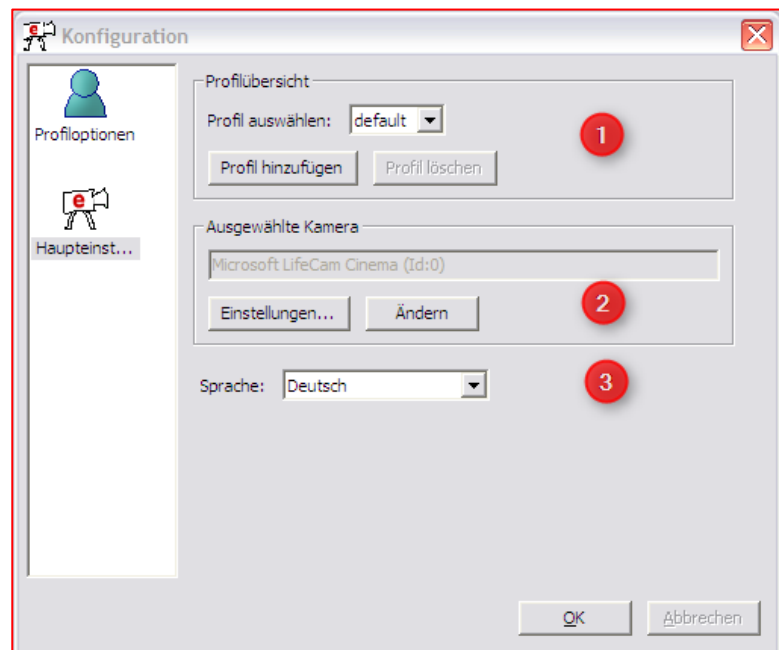 Konfiguration
Profiloptionen
Haupteinst...
Profilübersicht
Profil auswählen: default
1
Profil hinzufügen Profil löschen
Ausgewählte Kamera
Microsoft LifeCam Cinema (Id:0)
Einstellungen... Ändern
2
Sprache: Deutsch
3
OK Abbrechen